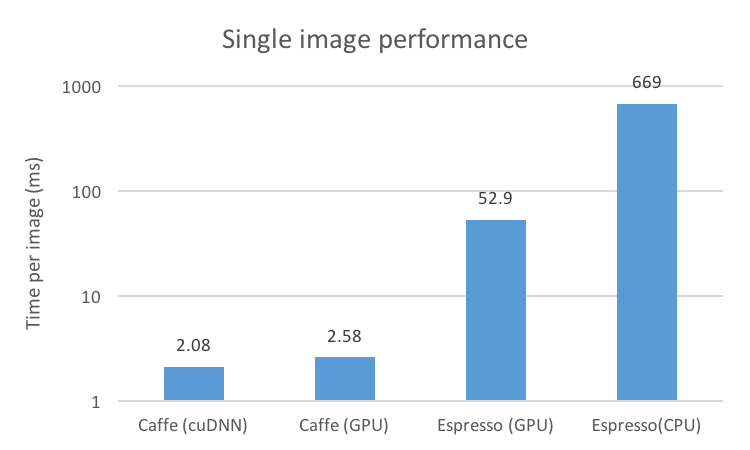 Single image performance
Time per image (ms)
1000
100
10
1
2.08
2.58
52.9
669
Caffe (cuDNN)
Caffe (GPU)
Espresso (GPU)
Espresso(CPU)